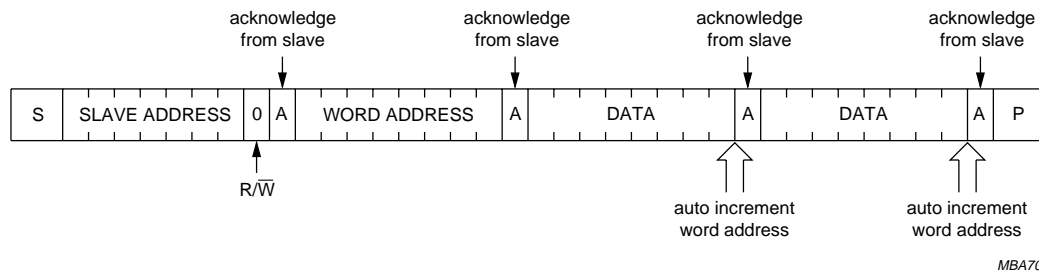 acknowledge
from slave
acknowledge
from slave
acknowledge
from slave
acknowledge
from slave
S SLAVE ADDRESS 0 A WORD ADDRESS A DATA A DATA A P
R/W̅
auto increment
word address
auto increment
word address
MBA70